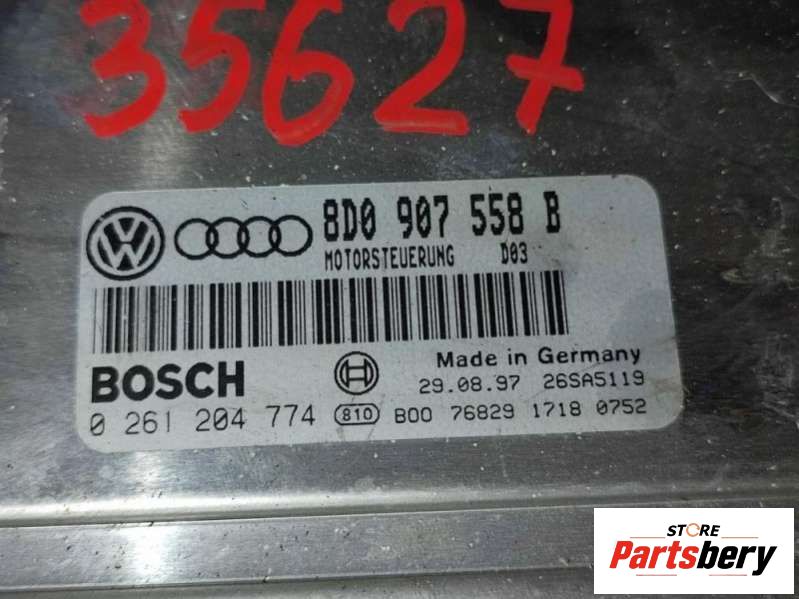 35627
8D0 907 558 B
MOTORSTEUERUNG D03
BOSCH
Made in Germany
29.08.97 26SA5119
0 261 204 774 810 B00 76829 1718 0752
STORE
Partsbery